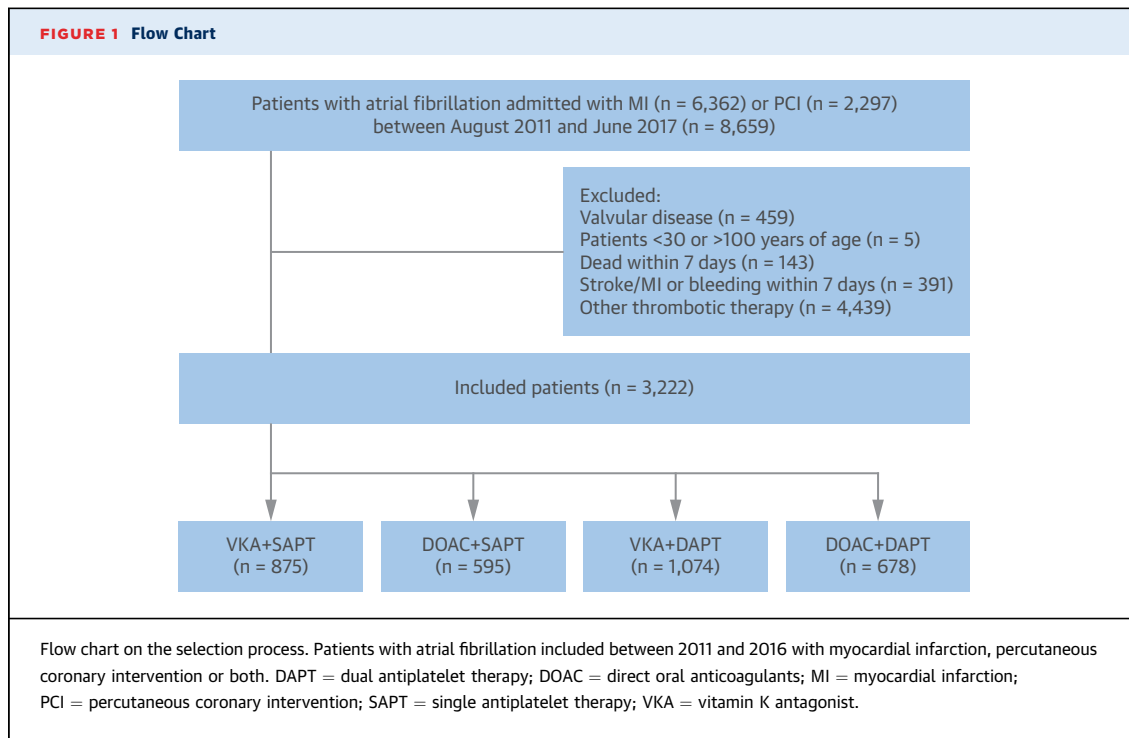 FIGURE 1 Flow Chart
Patients with atrial fibrillation admitted with MI (n = 6,362) or PCI (n = 2,297)
between August 2011 and June 2017 (n = 8,659)
Excluded:
Valvular disease (n = 459)
Patients <30 or >100 years of age (n = 5)
Dead within 7 days (n = 143)
Stroke/MI or bleeding within 7 days (n = 391)
Other thrombotic therapy (n = 4,439)
Included patients (n = 3,222)
VKA+SAPT
(n = 875)
DOAC+SAPT
(n = 595)
VKA+DAPT
(n = 1,074)
DOAC+DAPT
(n = 678)
Flow chart on the selection process. Patients with atrial fibrillation included between 2011 and 2016 with myocardial infarction, percutaneous
coronary intervention or both. DAPT = dual antiplatelet therapy; DOAC = direct oral anticoagulants; MI = myocardial infarction;
PCI = percutaneous coronary intervention; SAPT = single antiplatelet therapy; VKA = vitamin K antagonist.